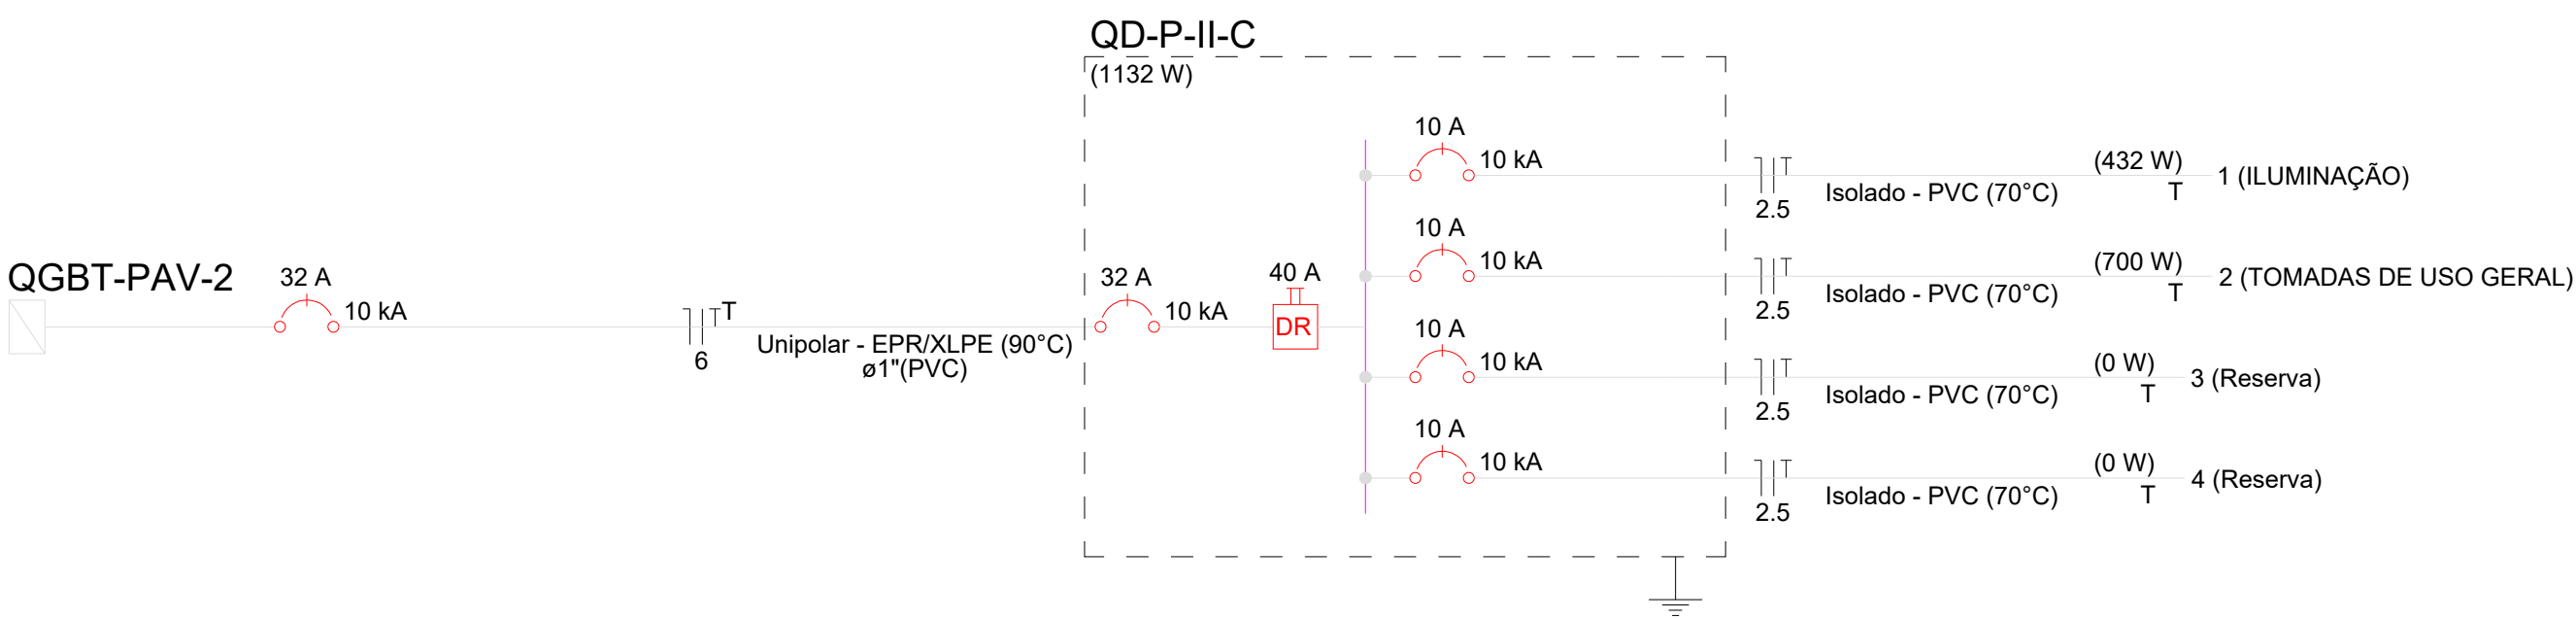 QD-P-II-C
(1132 W)
QGBT-PAV-2
32 A
10 kA
T
6
Unipolar - EPR/XLPE (90°C)
ø1"(PVC)
32 A
10 kA
40 A
DR
10 A
10 kA
2.5
Isolado - PVC (70°C)
(432 W)
T
1 (ILUMINAÇÃO)
10 A
10 kA
2.5
Isolado - PVC (70°C)
(700 W)
T
2 (TOMADAS DE USO GERAL)
10 A
10 kA
2.5
Isolado - PVC (70°C)
(0 W)
T
3 (Reserva)
10 A
10 kA
2.5
Isolado - PVC (70°C)
(0 W)
T
4 (Reserva)